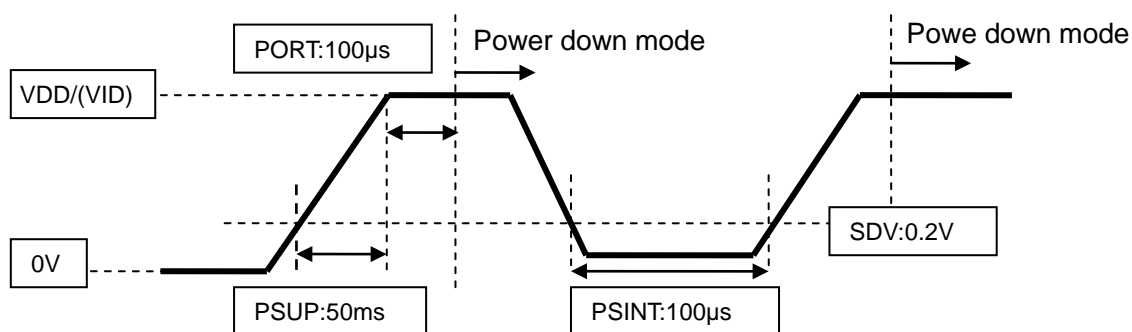 PORT:100µs
Power down mode
Powe down mode
VDD/(VID)
SDV:0.2V
0V
PSUP:50ms
PSINT:100µs